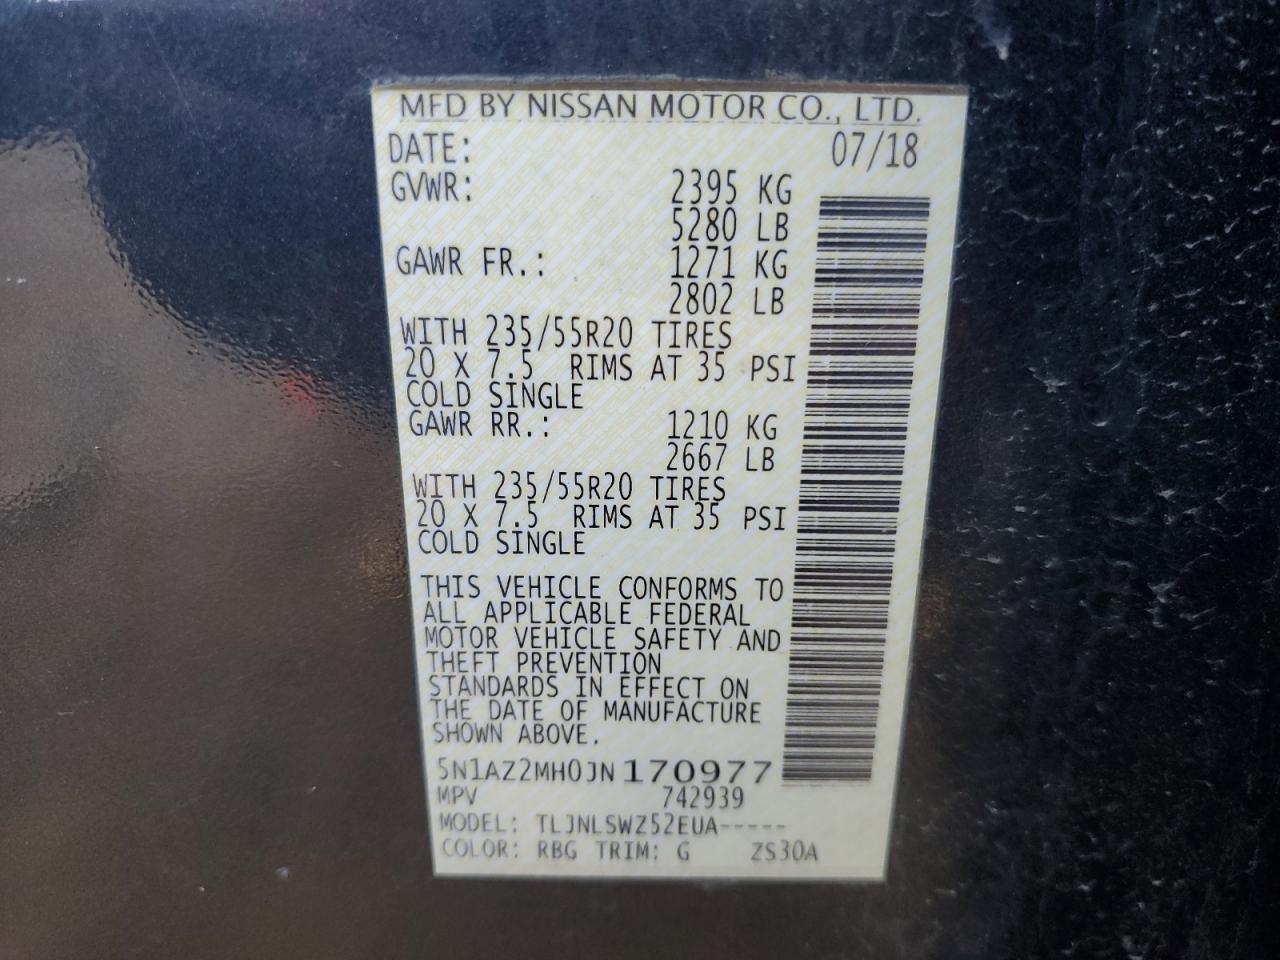 MFD BY NISSAN MOTOR CO., LTD.
DATE: 07/18
GVWR: 2395 KG
5280 LB
GAWR FR.: 1271 KG
2802 LB
WITH 235/55R20 TIRES
20 X 7.5 RIMS AT 35 PSI
COLD SINGLE
GAWR RR.: 1210 KG
2667 LB
WITH 235/55R20 TIRES
20 X 7.5 RIMS AT 35 PSI
COLD SINGLE
THIS VEHICLE CONFORMS TO
ALL APPLICABLE FEDERAL
MOTOR VEHICLE SAFETY AND
THEFT PREVENTION
STANDARDS IN EFFECT ON
THE DATE OF MANUFACTURE
SHOWN ABOVE.
5N1AZ2MH0JN170977
MPV 742939
MODEL: TLJNLSWZ52EUA-----
COLOR: RBG TRIM: G ZS30A